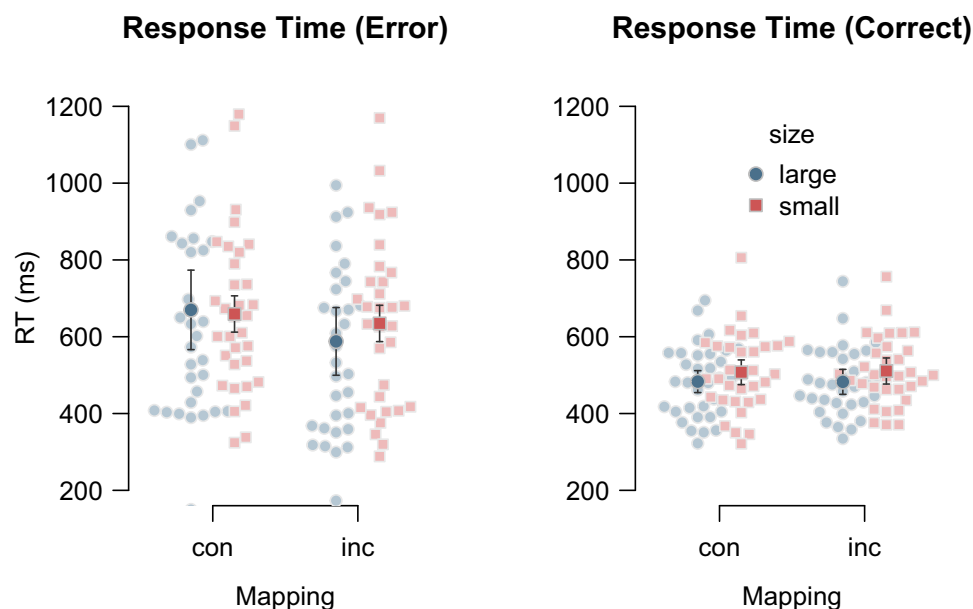 Response Time (Error)
RT (ms)
1200
1000
800
600
400
200
con inc
Mapping
Response Time (Correct)
1200
1000
800
600
400
200
size
large
small
con inc
Mapping